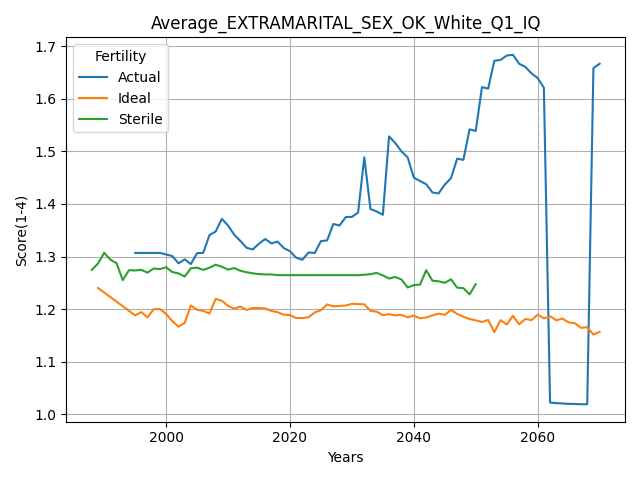 Average_EXTRAMARITAL_SEX_OK_White_Q1_IQ
Fertility
Actual
Ideal
Sterile
Score(1-4)
1.7
1.6
1.5
1.4
1.3
1.2
1.1
1.0
2000 2020 2040 2060
Years